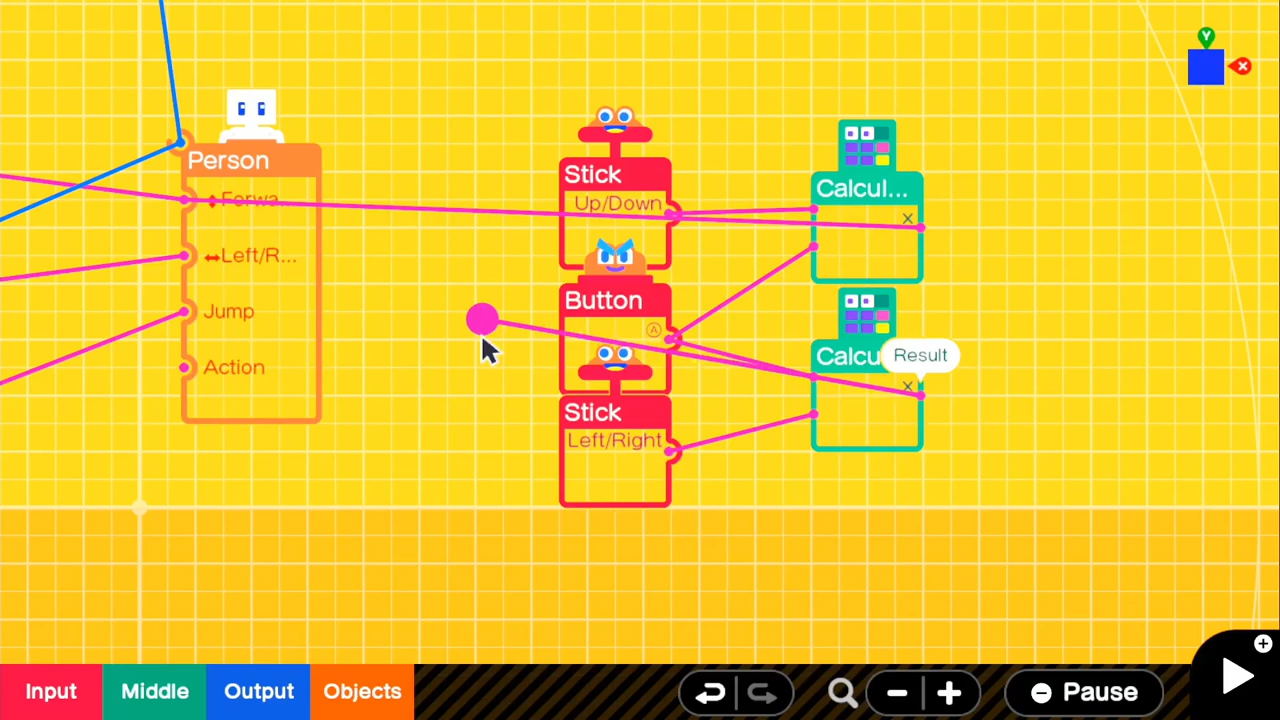 Y
X
Person
Forwa...
Left/R...
Jump
Action
Stick
Up/Down
Button
A
Stick
Left/Right
Calcul...
X
Calcu
Result
X
Input
Middle
Output
Objects
Pause